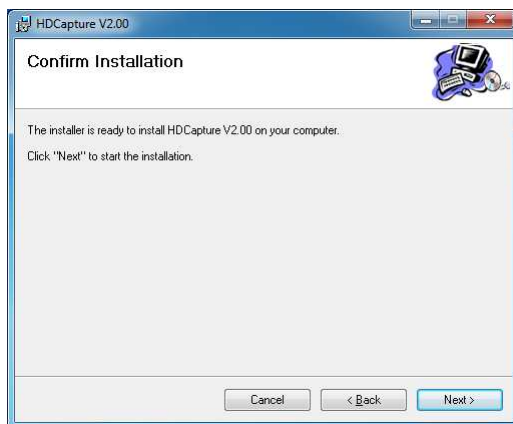 HDCapture V2.00
Confirm Installation
The installer is ready to install HDCapture V2.00 on your computer.
Click "Next" to start the installation.
Cancel
< Back
Next >